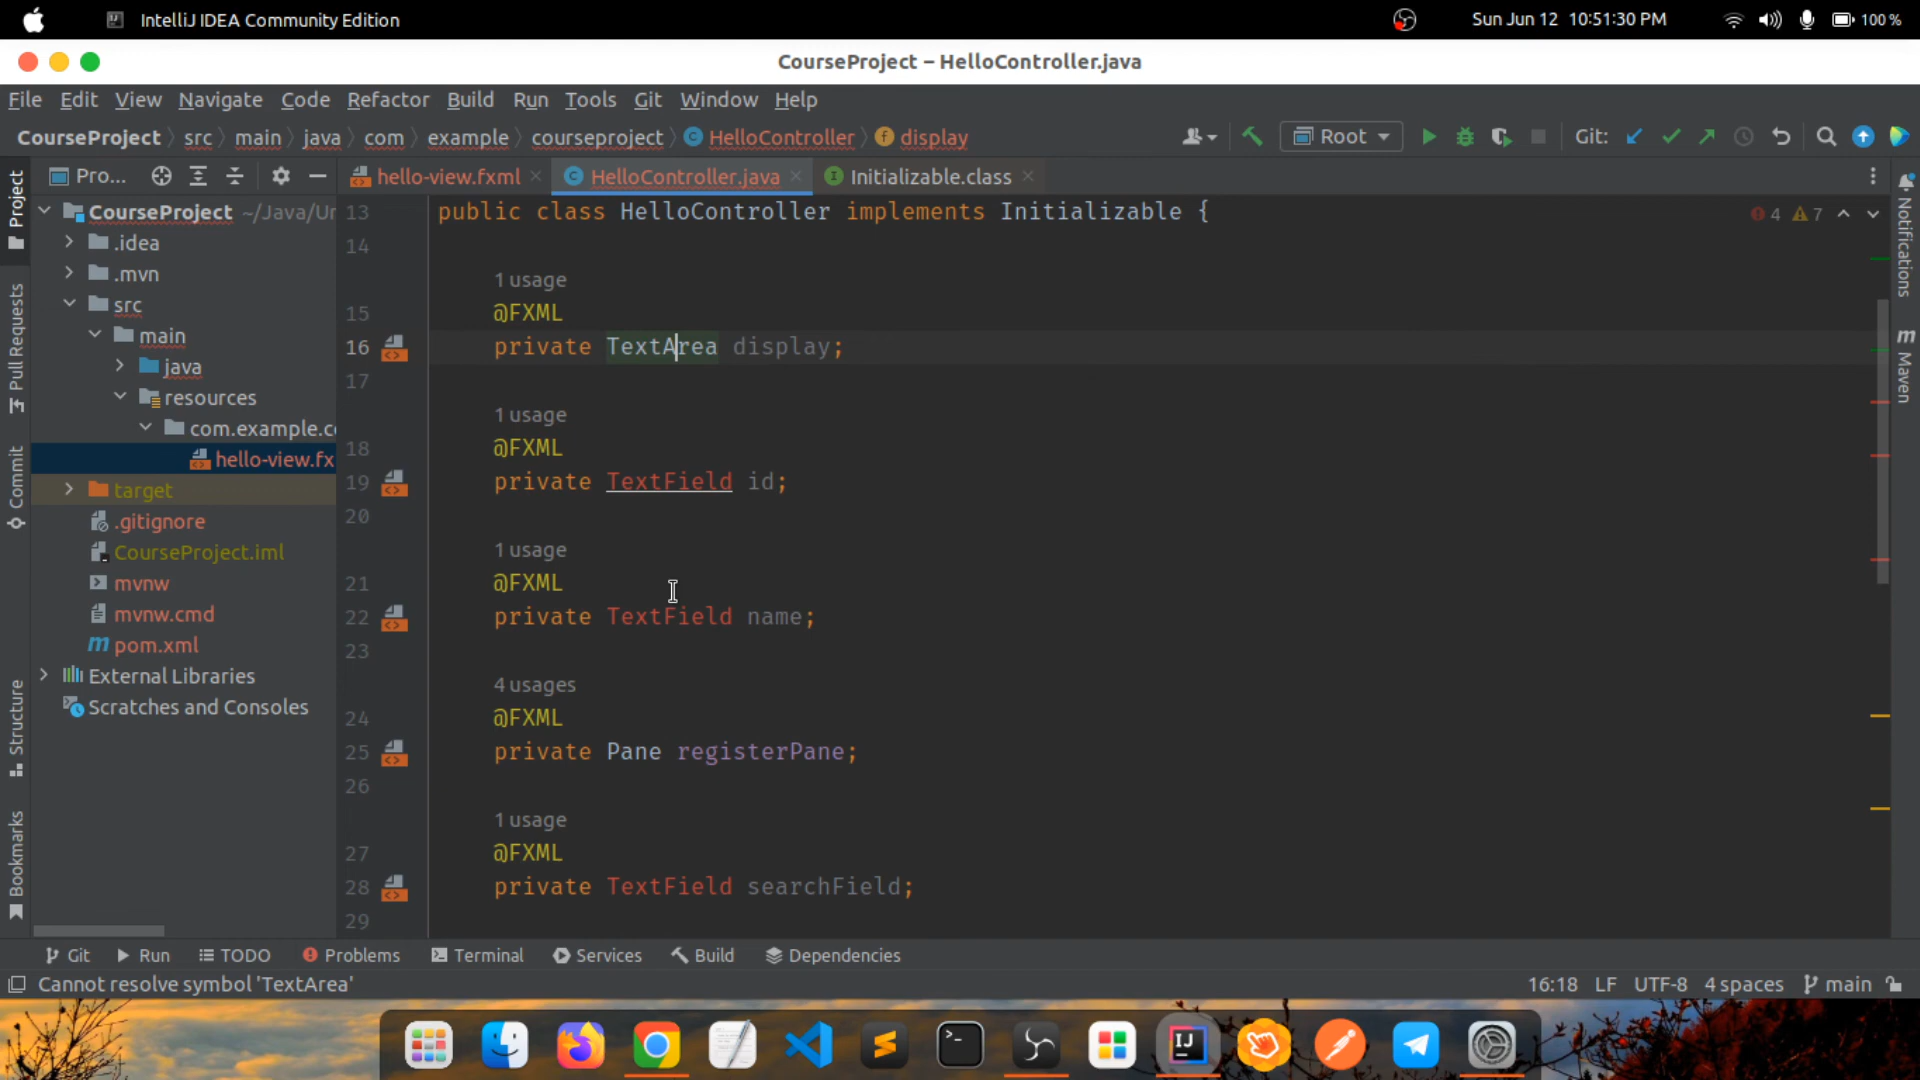 IntelliJ IDEA Community Edition
Sun Jun 12 10:51:30 PM
100 %
CourseProject – HelloController.java
File Edit View Navigate Code Refactor Build Run Tools Git Window Help
CourseProject src main java com example courseproject HelloController display
Root
Git:
Pro...
hello-view.fxml
HelloController.java
Initializable.class
Project
Pull Requests
Commit
Structure
Bookmarks
CourseProject ~/Java/Ur
.idea
.mvn
src
main
java
resources
com.example.c
hello-view.fx
target
.gitignore
CourseProject.iml
mvnw
mvnw.cmd
pom.xml
External Libraries
Scratches and Consoles
13 public class HelloController implements Initializable {
4 7
14
1 usage
15 @FXML
16 private TextArea display;
17
1 usage
18 @FXML
19 private TextField id;
20
1 usage
21 @FXML
22 private TextField name;
23
4 usages
24 @FXML
25 private Pane registerPane;
26
1 usage
27 @FXML
28 private TextField searchField;
29
Notifications
Maven
Git Run TODO Problems Terminal Services Build Dependencies
Cannot resolve symbol 'TextArea'
16:18 LF UTF-8 4 spaces main